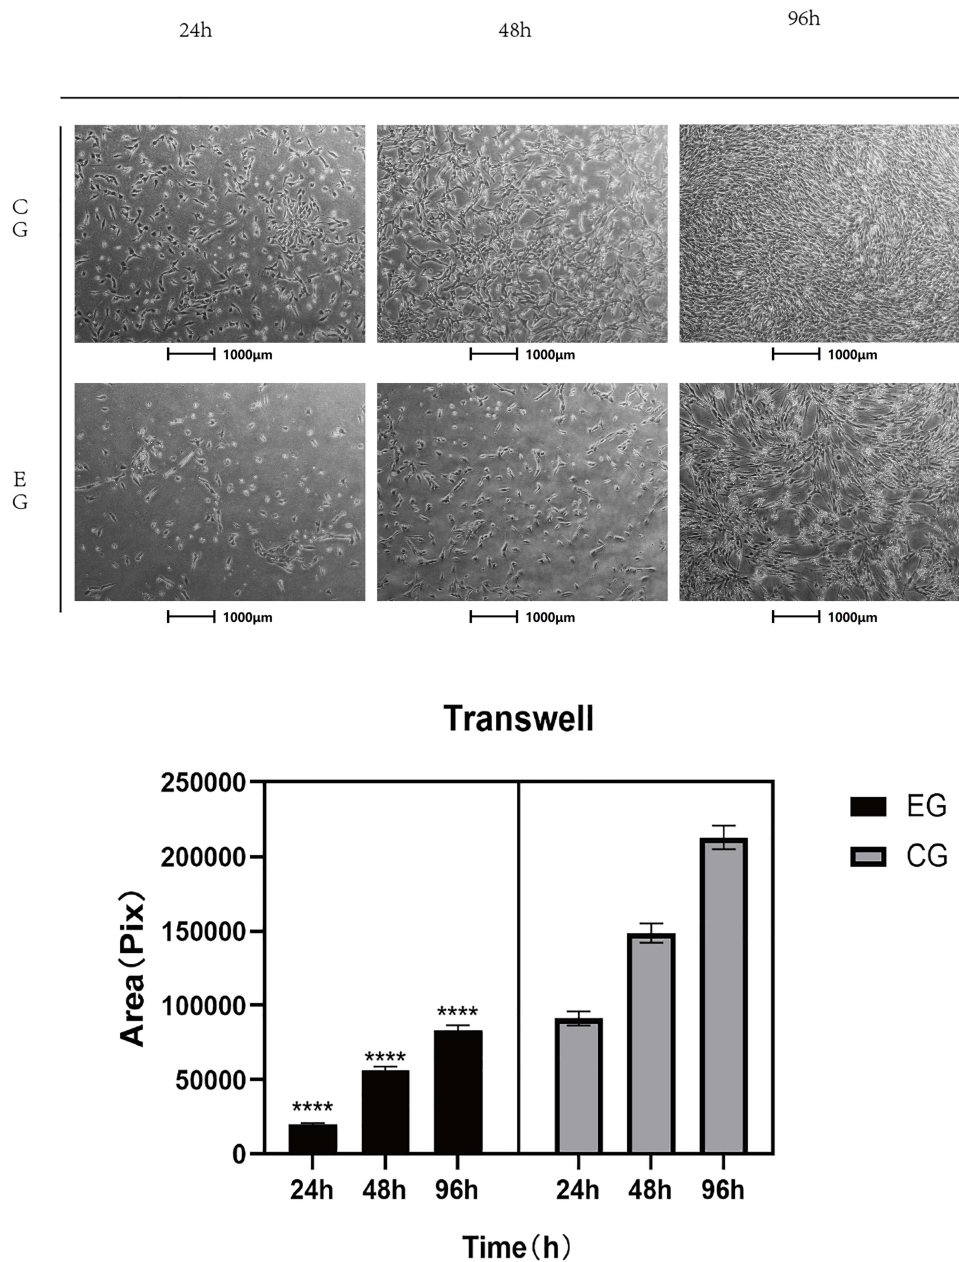 24h 48h 96h
C
G
1000μm 1000μm 1000μm
E
G
1000μm 1000μm 1000μm
Transwell
250000
200000
150000
100000
50000
0
Area(Pix)
**** **** ****
24h 48h 96h 24h 48h 96h
Time(h)
EG
CG